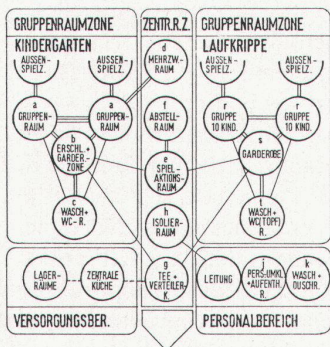 GRUPPENRAUMZONE
KINDERGARTEN
AUSSEN-
SPIELZ.
AUSSEN-
SPIELZ.
a
GRUPPEN-
RAUM
a
GRUPPEN-
RAUM
b
ERSCHL.+
GARDER.-
ZONE
c
WASCH+
WC-R.
ZENTR.R.Z.
d
MEHRZW.-
RAUM
f
ABSTELL-
RAUM
e
SPIEL-
AKTIONS-
RAUM
h
ISOLIER-
RAUM
g
TEE +
VERTEILER-
K.
GRUPPENRAUMZONE
LAUFKRIPPE
AUSSEN-
SPIELZ.
AUSSEN-
SPIELZ.
r
GRUPPE
10 KIND.
r
GRUPPE
10 KIND.
s
GARDEROBE
t
WASCH+
WC(TOPF)
R.
LAGER-
RÄUME
ZENTRALE
KÜCHE
VERSORGUNGSBER.
LEITUNG
j
PERS.-UMKL.
+AUFENTH.
R.
k
WASCH+
DUSCHR.
PERSONALBEREICH